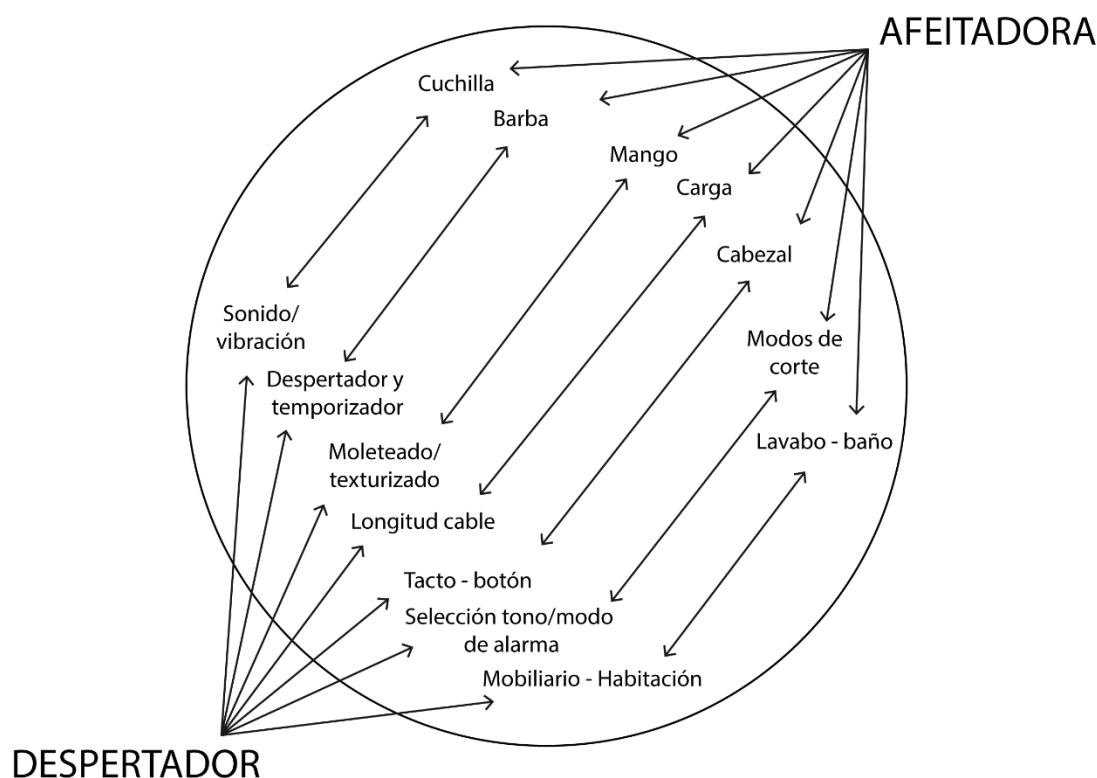 AFEITADORA
Cuchilla
Barba
Mango
Carga
Cabezal
Modos de
corte
Lavabo - baño
Sonido/
vibración
Despertador y
temporizador
Moleteado/
texturizado
Longitud cable
Tacto - botón
Selección tono/modo
de alarma
Mobiliario - Habitación
DESPERTADOR